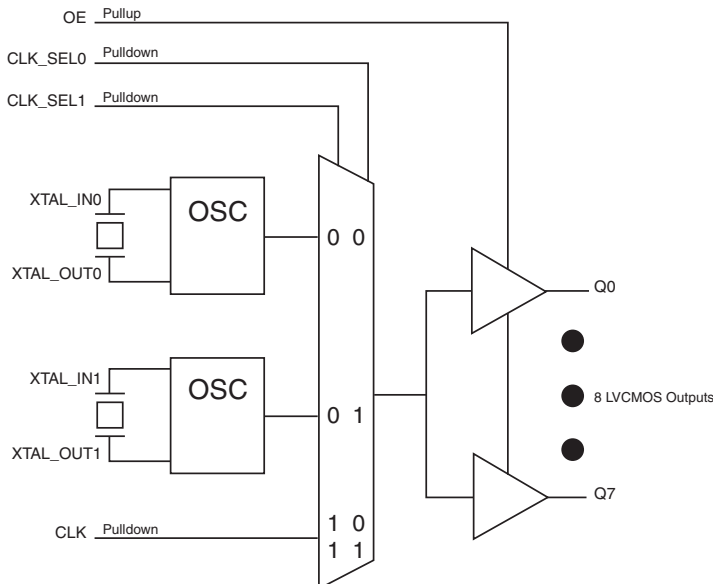 OE Pullup
CLK_SEL0 Pulldown
CLK_SEL1 Pulldown
XTAL_IN0
OSC
0 0
XTAL_OUT0
Q0
XTAL_IN1
OSC
8 LVCMOS Outputs
0 1
XTAL_OUT1
Q7
1 0
CLK Pulldown
1 1